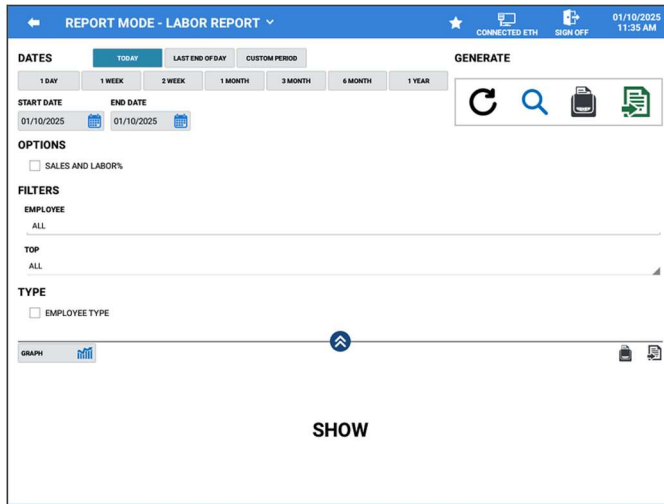 REPORT MODE - LABOR REPORT
CONNECTED ETH
SIGN OFF
01/10/2025
11:35 AM
DATES
TODAY
LAST END OF DAY
CUSTOM PERIOD
GENERATE
1 DAY
1 WEEK
2 WEEK
1 MONTH
3 MONTH
6 MONTH
1 YEAR
START DATE
END DATE
01/10/2025
01/10/2025
OPTIONS
SALES AND LABOR%
FILTERS
EMPLOYEE
ALL
TOP
ALL
TYPE
EMPLOYEE TYPE
GRAPH
SHOW